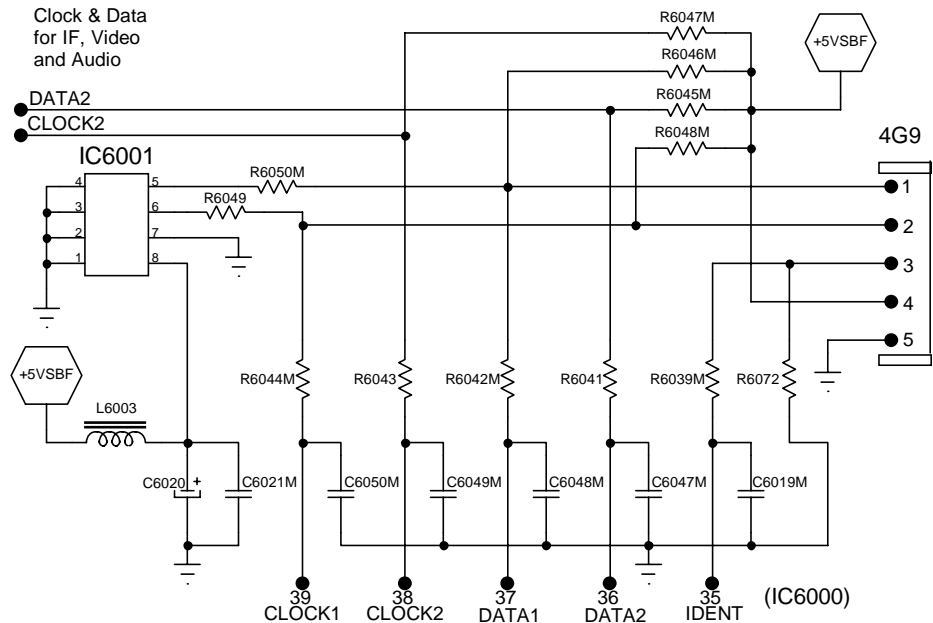 Clock & Data
for IF, Video
and Audio
R6047M
+5VSBF
R6046M
DATA2
R6045M
CLOCK2
R6048M
4G9
IC6001
R6050M
4 5
1
R6049
3 6
2
2 7
1 8
3
4
5
+5VSBF
R6044M
R6043
R6042M
R6041
R6039M
R6072
L6003
C6020
+
C6021M
C6050M
C6049M
C6048M
C6047M
C6019M
39
38
37
36
35
(IC6000)
CLOCK1
CLOCK2
DATA1
DATA2
IDENT